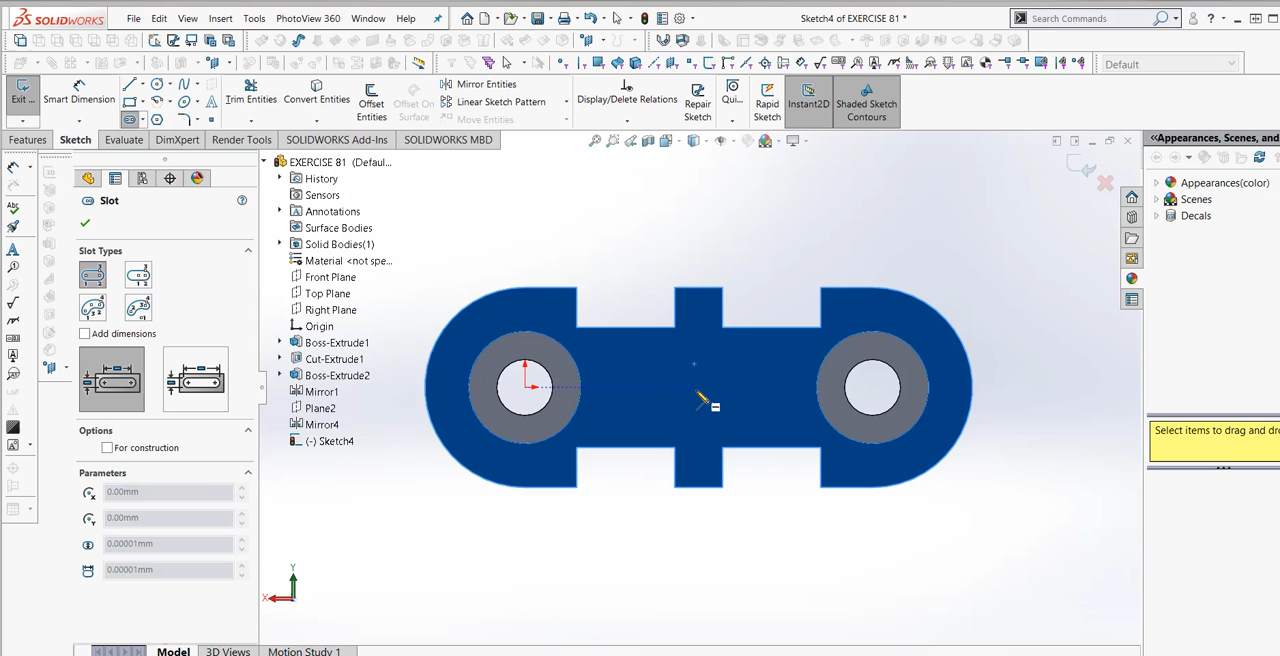 SOLIDWORKS File Edit View Insert Tools PhotoView 360 Window Help Sketch4 of EXERCISE 81 * Search Commands ?
Default
Exit ... Smart Dimension Trim Entities Convert Entities Offset Entities Offset On Surface Mirror Entities Linear Sketch Pattern Move Entities Display/Delete Relations Repair Sketch Qui... Rapid Sketch Instant2D Shaded Sketch Contours
Features Sketch Evaluate DimXpert Render Tools SOLIDWORKS Add-Ins SOLIDWORKS MBD
«Appearances, Scenes, and
Slot
Slot Types
Add dimensions
Options
For construction
Parameters
0.00mm
0.00mm
0.00001mm
0.00001mm
EXERCISE 81 (Defaul...
History
Sensors
Annotations
Surface Bodies
Solid Bodies(1)
Material <not spe...
Front Plane
Top Plane
Right Plane
Origin
Boss-Extrude1
Cut-Extrude1
Boss-Extrude2
Mirror1
Plane2
Mirror4
(-) Sketch4
Y
X
Appearances(color)
Scenes
Decals
Select items to drag and dro
Model 3D Views Motion Study 1